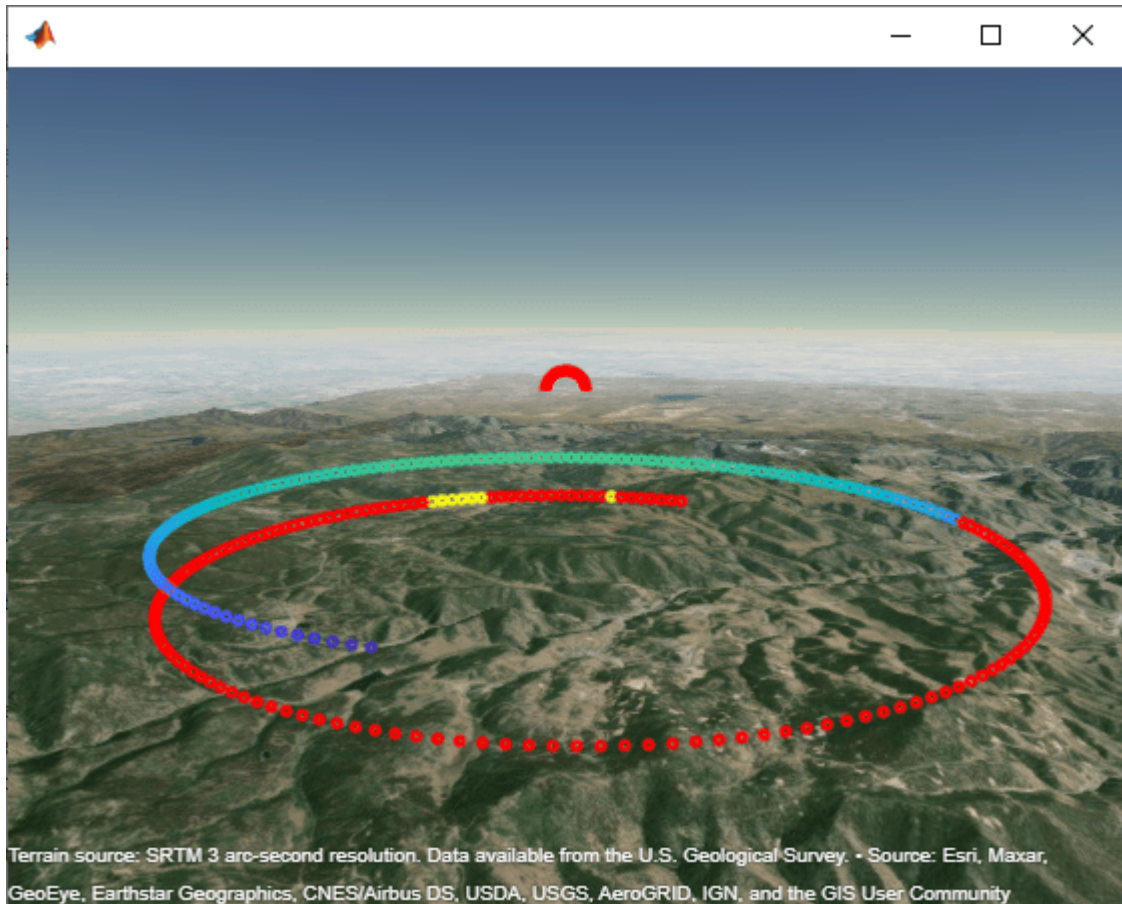 Terrain source: SRTM 3 arc-second resolution. Data available from the U.S. Geological Survey. • Source: Esri, Maxar,
GeoEye, Earthstar Geographics, CNES/Airbus DS, USDA, USGS, AeroGRID, IGN, and the GIS User Community